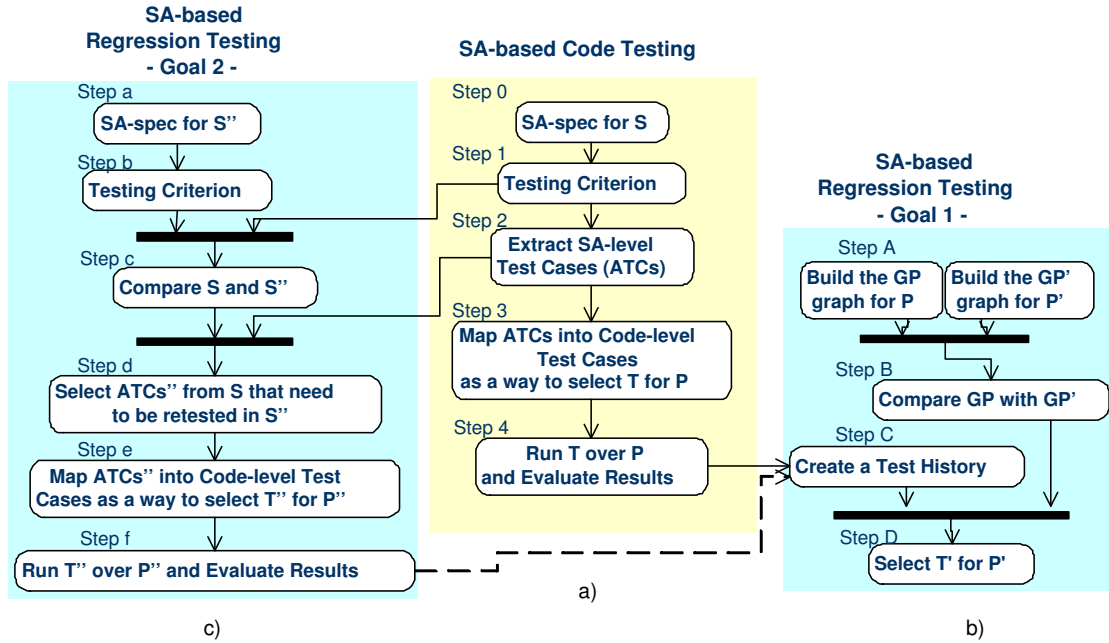 SA-based
Regression Testing
- Goal 2 -
Step a
SA-spec for S’’
Step b
Testing Criterion
Step c
Compare S and S’’
Step d
Select ATCs’’ from S that need
to be retested in S’’
Step e
Map ATCs’’ into Code-level Test
Cases as a way to select T’’ for P’’
Step f
Run T’’ over P’’ and Evaluate Results
c)
SA-based Code Testing
Step 0
SA-spec for S
Step 1
Testing Criterion
Step 2
Extract SA-level
Test Cases (ATCs)
Step 3
Map ATCs into Code-level
Test Cases
as a way to select T for P
Step 4
Run T over P
and Evaluate Results
a)
SA-based
Regression Testing
- Goal 1 -
Step A
Build the GP
graph for P
Build the GP’
graph for P’
Step B
Compare GP with GP’
Step C
Create a Test History
Step D
Select T' for P'
b)